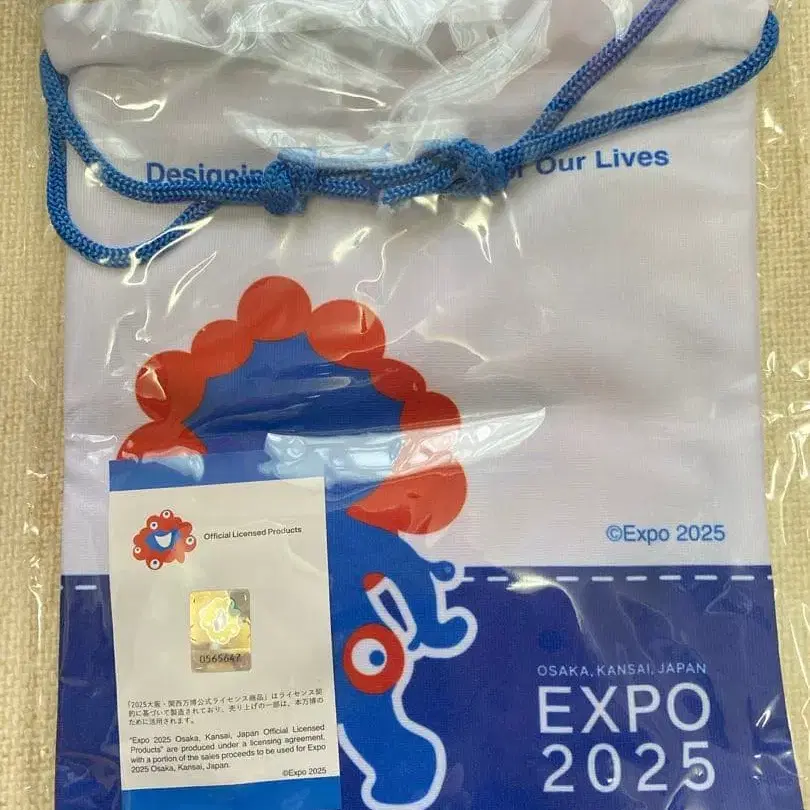 Designin
r Our Lives
©Expo 2025
Official Licensed Products
0565647
「2025大阪・関西万博公式ライセンス商品」はライセンス契
約に基づいて製造されており、売り上げの一部は、本万博の
ために活用されます。
"Expo 2025 Osaka, Kansai, Japan Official Licensed
Products" are produced under a licensing agreement,
with a portion of the sales proceeds to be used for Expo
2025 Osaka, Kansai, Japan.
©Expo 2025
OSAKA, KANSAI, JAPAN
EXPO
2025